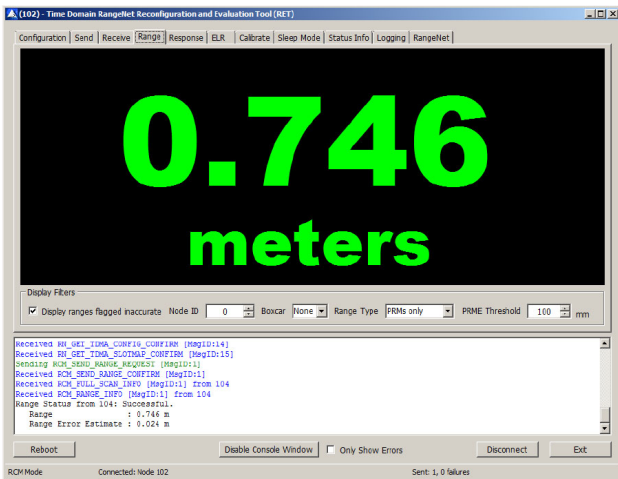 (102) - Time Domain RangeNet Reconfiguration and Evaluation Tool (RET)
Configuration Send Receive Range Response ELR Calibrate Sleep Mode Status Info Logging RangeNet
0.746
meters
Display Filters
Display ranges flagged inaccurate Node ID 0 Boxcar None Range Type PRMs only PRME Threshold 100 mm
Received RN_GET_TDMA_CONFIG_CONFIRM [MsgID:14]
Received RN_GET_TDMA_SLOTMAP_CONFIRM [MsgID:15]
Sending RCM_SEND_RANGE_REQUEST [MsgID:1]
Received RCM_SEND_RANGE_CONFIRM [MsgID:1]
Received RCM_FULL_SCAN_INFO [MsgID:1] from 104
Received RCM_RANGE_INFO [MsgID:1] from 104
Range Status from 104: Successful.
Range : 0.746 m
Range Error Estimate : 0.024 m
Reboot Disable Console Window Only Show Errors Disconnect Exit
RCM Mode Connected: Node 102 Sent: 1, 0 failures